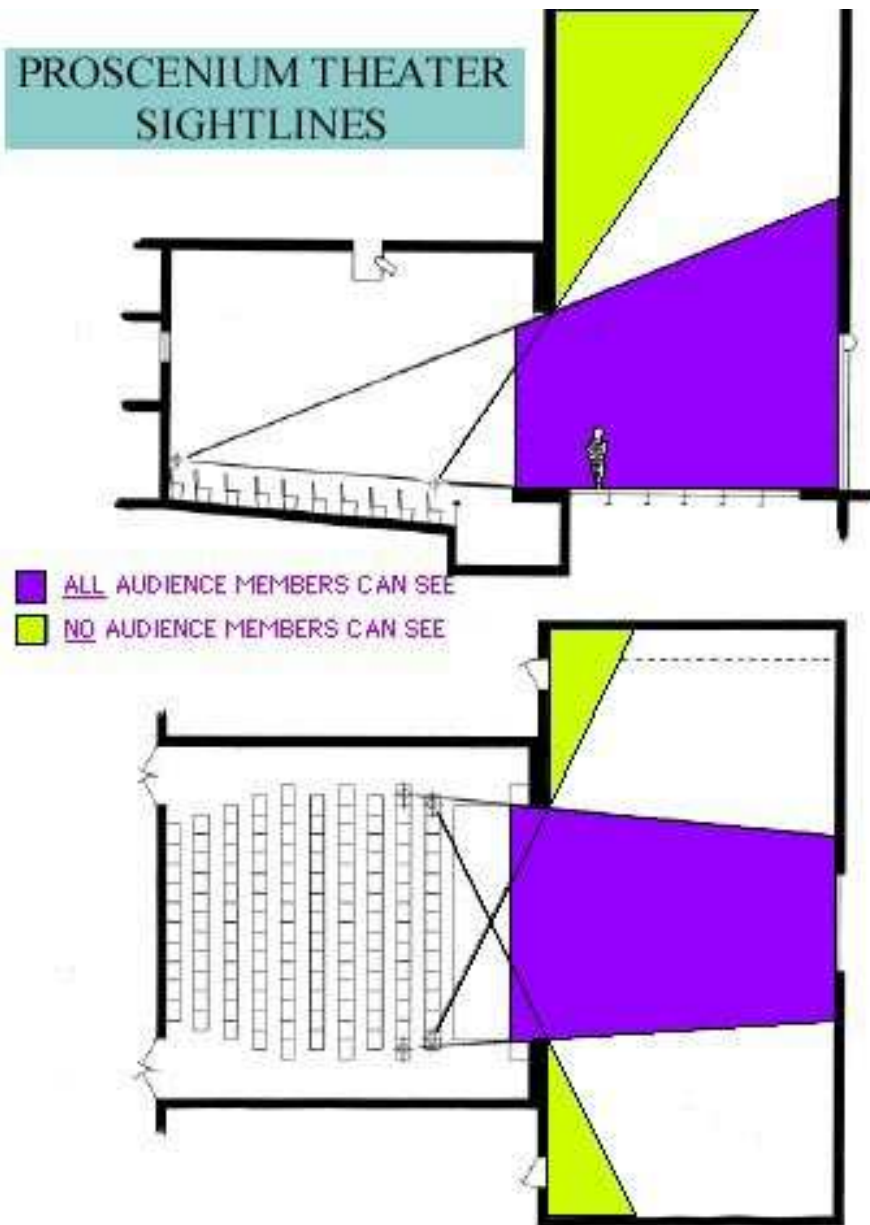 PROSCENIUM THEATER
SIGHTLINES
ALL AUDIENCE MEMBERS CAN SEE
NO AUDIENCE MEMBERS CAN SEE